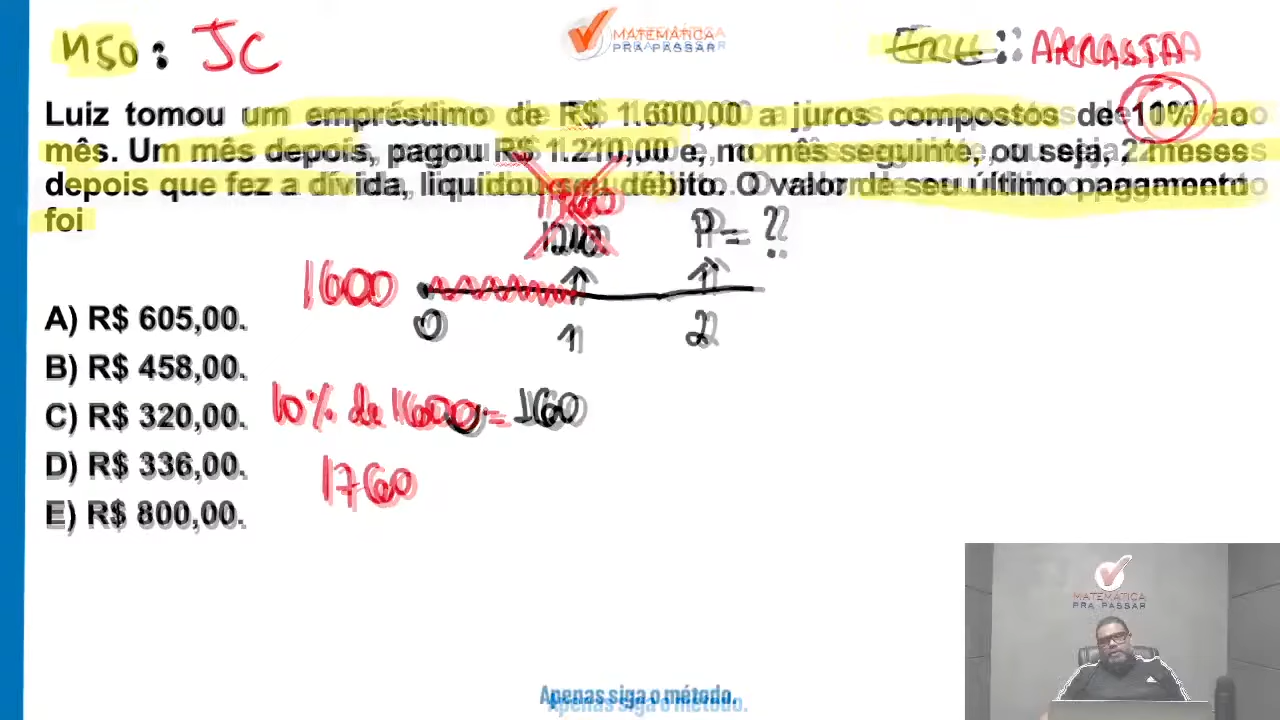 M50: JC
MATEMÁTICA
PRA PASSAR
ARRASTA
Luiz tomou um empréstimo de R$ 1.600,00 a juros compostos de 10% ao
mês. Um mês depois, pagou R$ 1.210,00 e, no mês seguinte, ou seja, 2 meses
depois que fez a dívida, liquidou seu débito. O valor de seu último pagamento
foi
1760
1210
P = ??
1600
0 1 2
A) R$ 605,00.
B) R$ 458,00.
C) R$ 320,00.
D) R$ 336,00.
E) R$ 800,00.
10% de 1600 = 160
1760
MATEMÁTICA
PRA PASSAR
Apenas siga o método.